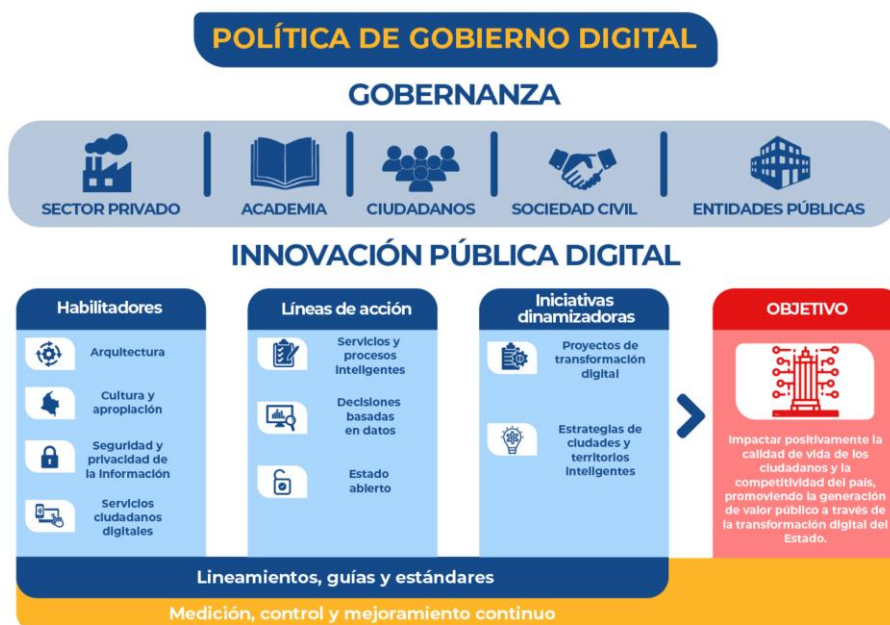 POLÍTICA DE GOBIERNO DIGITAL
GOBERNANZA
SECTOR PRIVADO
ACADEMIA
CIUDADANOS
SOCIEDAD CIVIL
ENTIDADES PÚBLICAS
INNOVACIÓN PÚBLICA DIGITAL
Habilitadores
Arquitectura
Cultura y
apropiación
Seguridad y
privacidad de
la información
Servicios
ciudadanos
digitales
Líneas de acción
Servicios y
procesos
inteligentes
Decisiones
basadas
en datos
Estado
abierto
Iniciativas
dinamizadoras
Proyectos de
transformación
digital
Estrategias de
ciudades y
territorios
inteligentes
OBJETIVO
Impactar positivamente la
calidad de vida de los
ciudadanos y la
competitividad del país,
promoviendo la generación
de valor público a través de
la transformación digital del
Estado.
Lineamientos, guías y estándares
Medición, control y mejoramiento continuo